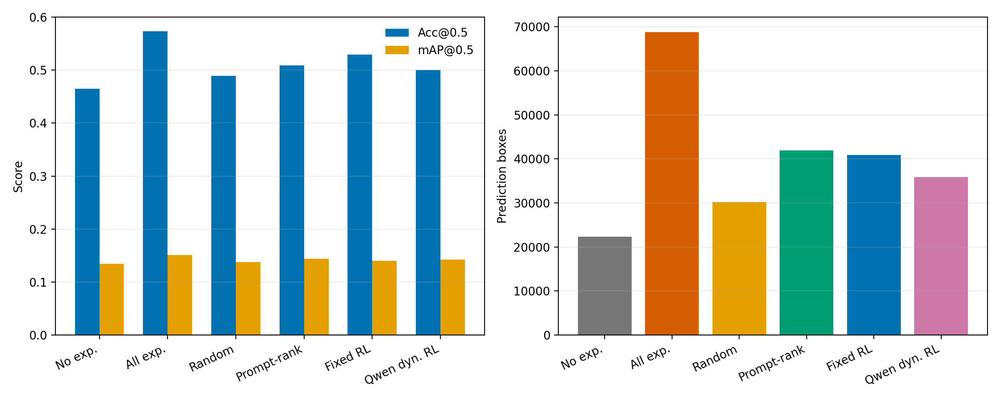 Score
0.6
0.5
0.4
0.3
0.2
0.1
0.0
Acc@0.5
mAP@0.5
No exp.
All exp.
Random
Prompt-rank
Fixed RL
Qwen dyn. RL
Prediction boxes
70000
60000
50000
40000
30000
20000
10000
0
No exp.
All exp.
Random
Prompt-rank
Fixed RL
Qwen dyn. RL